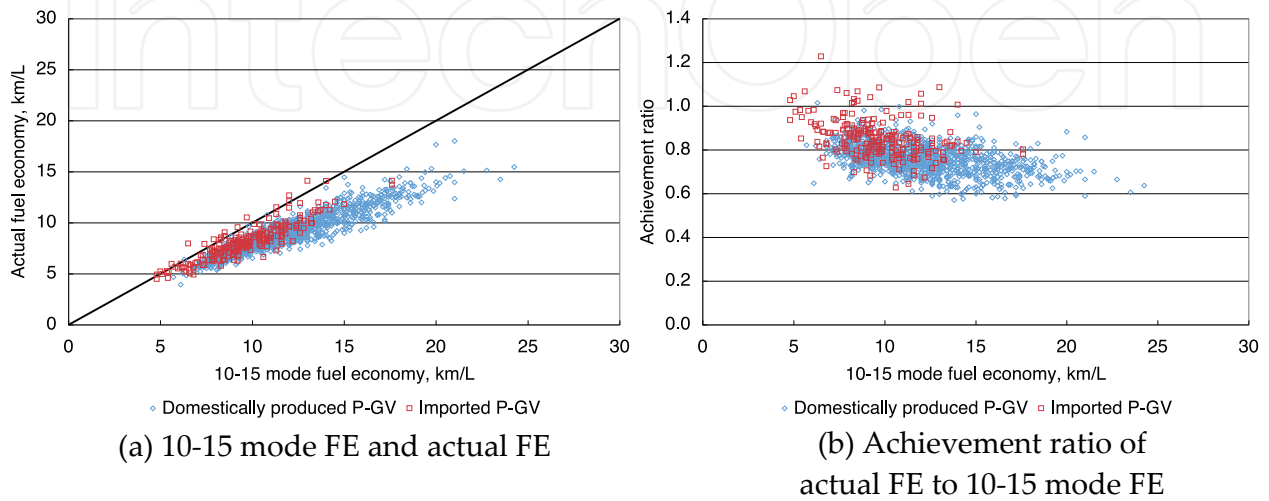 IntechOpen
30
25
20
15
10
5
0
0 5 10 15 20 25 30
Actual fuel economy, km/L
10-15 mode fuel economy, km/L
Domestically produced P-GV Imported P-GV
(a) 10-15 mode FE and actual FE
1.4
1.2
1.0
0.8
0.6
0.4
0.2
0.0
0 5 10 15 20 25 30
Achievement ratio
10-15 mode fuel economy, km/L
Domestically produced P-GV Imported P-GV
(b) Achievement ratio of
actual FE to 10-15 mode FE